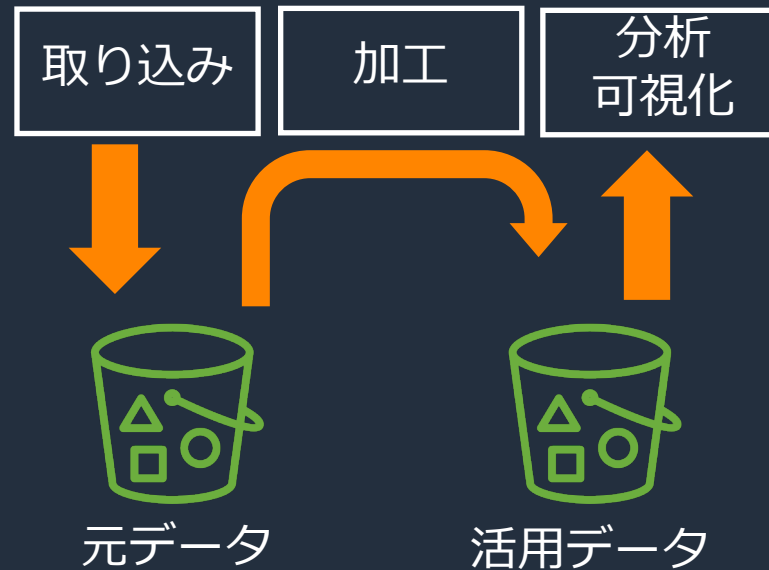 取り込み
加工
分析
可視化
元データ
活用データ